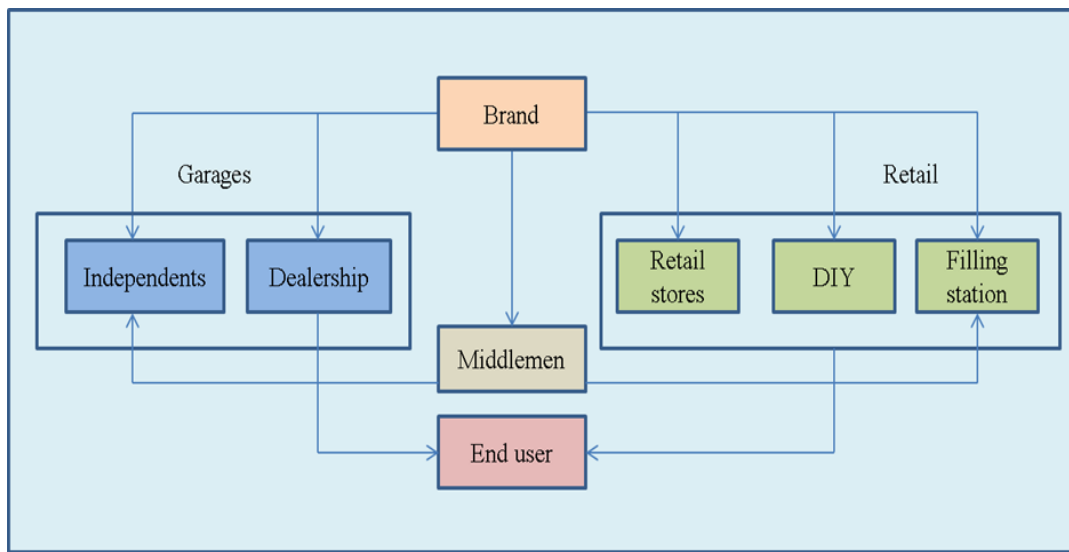 Brand
Garages
Retail
Independents
Dealership
Retail
stores
DIY
Filling
station
Middlemen
End user